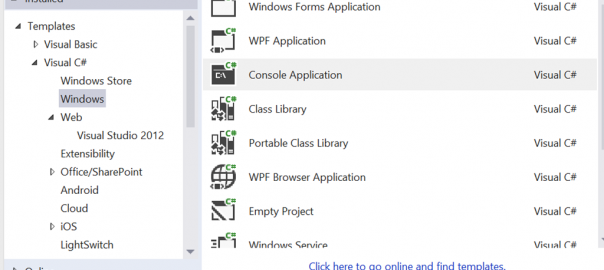 Installed
Templates
Visual Basic
Visual C#
Windows Store
Windows
Web
Visual Studio 2012
Extensibility
Office/SharePoint
Android
Cloud
iOS
LightSwitch
Online
C#
Windows Forms Application Visual C#
C#
WPF Application Visual C#
C#
C:\
Console Application Visual C#
C#
Class Library Visual C#
C#
Portable Class Library Visual C#
C#
WPF Browser Application Visual C#
C#
Empty Project Visual C#
C#
Windows Service Visual C#
Click here to go online and find templates.